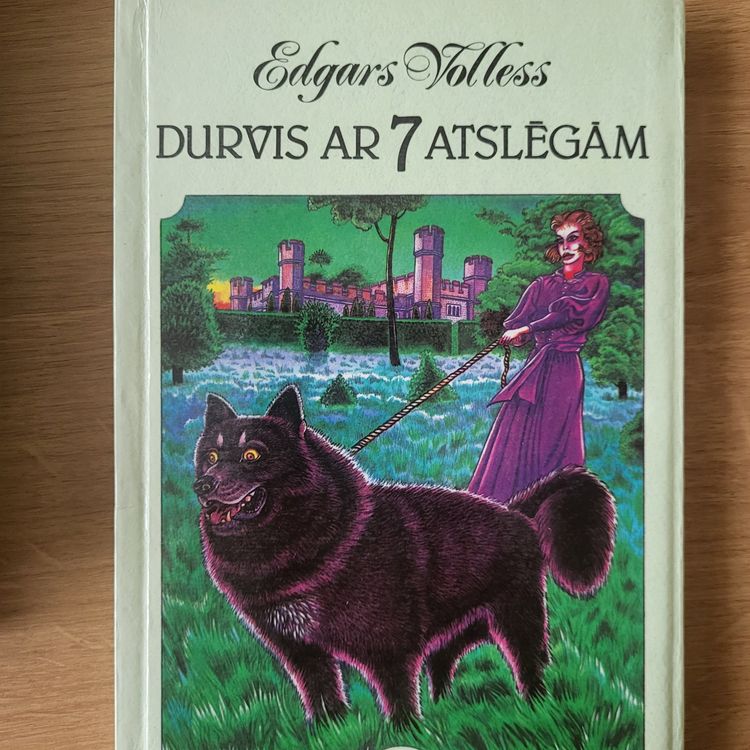 Edgars Volless
DURVIS AR 7 ATSLĒGĀM